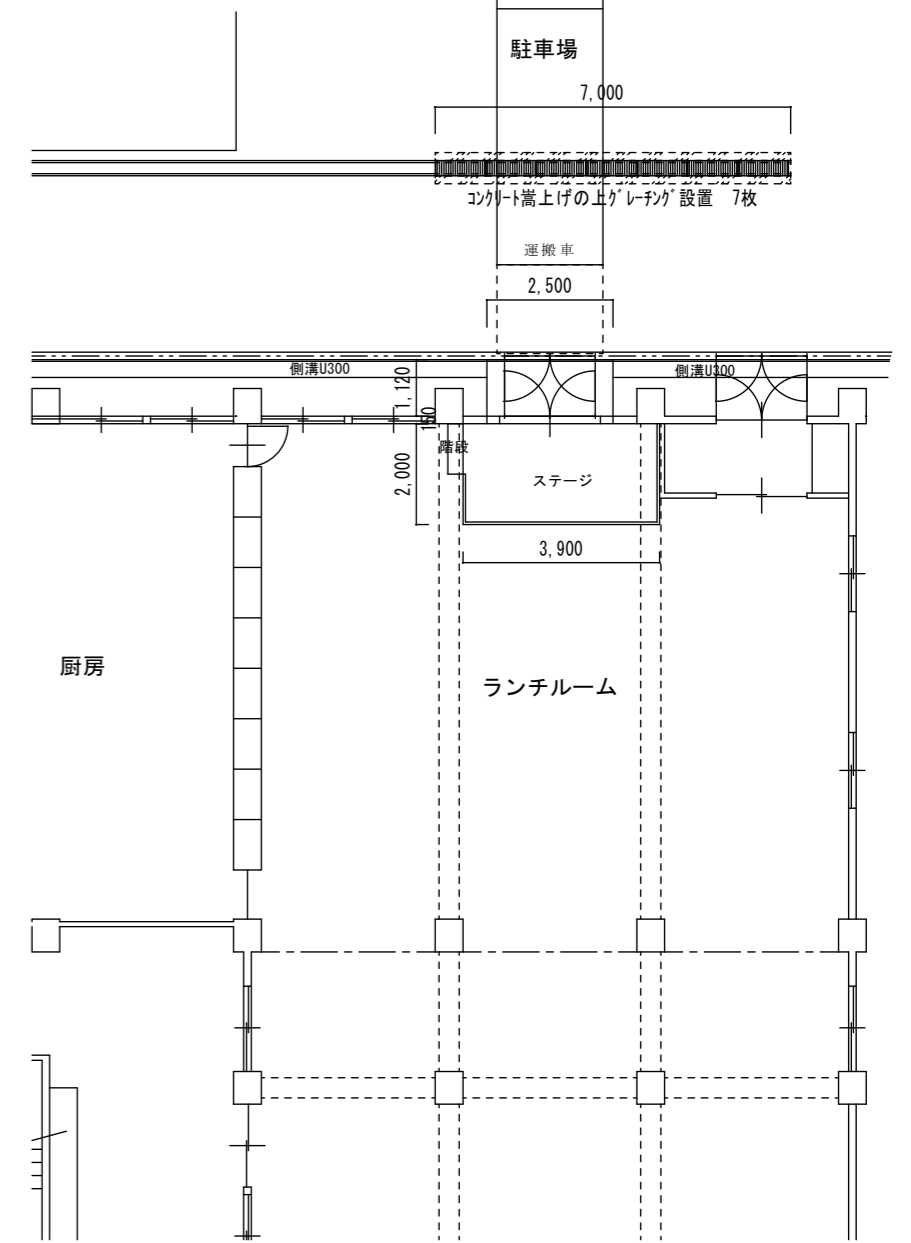 駐車場
7,000
コンクリート嵩上げの上グレーチング設置　7枚
運搬車
2,500
側溝U300
側溝U300
1,120
150
階段
2,000
ステージ
3,900
厨房
ランチルーム